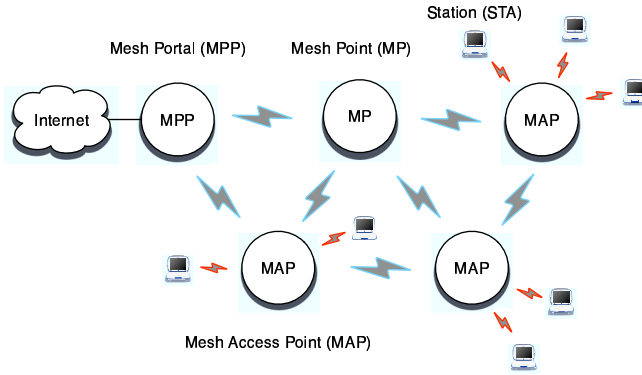 Station (STA)
Mesh Portal (MPP)
Mesh Point (MP)
Internet
MPP
MP
MAP
MAP
MAP
Mesh Access Point (MAP)